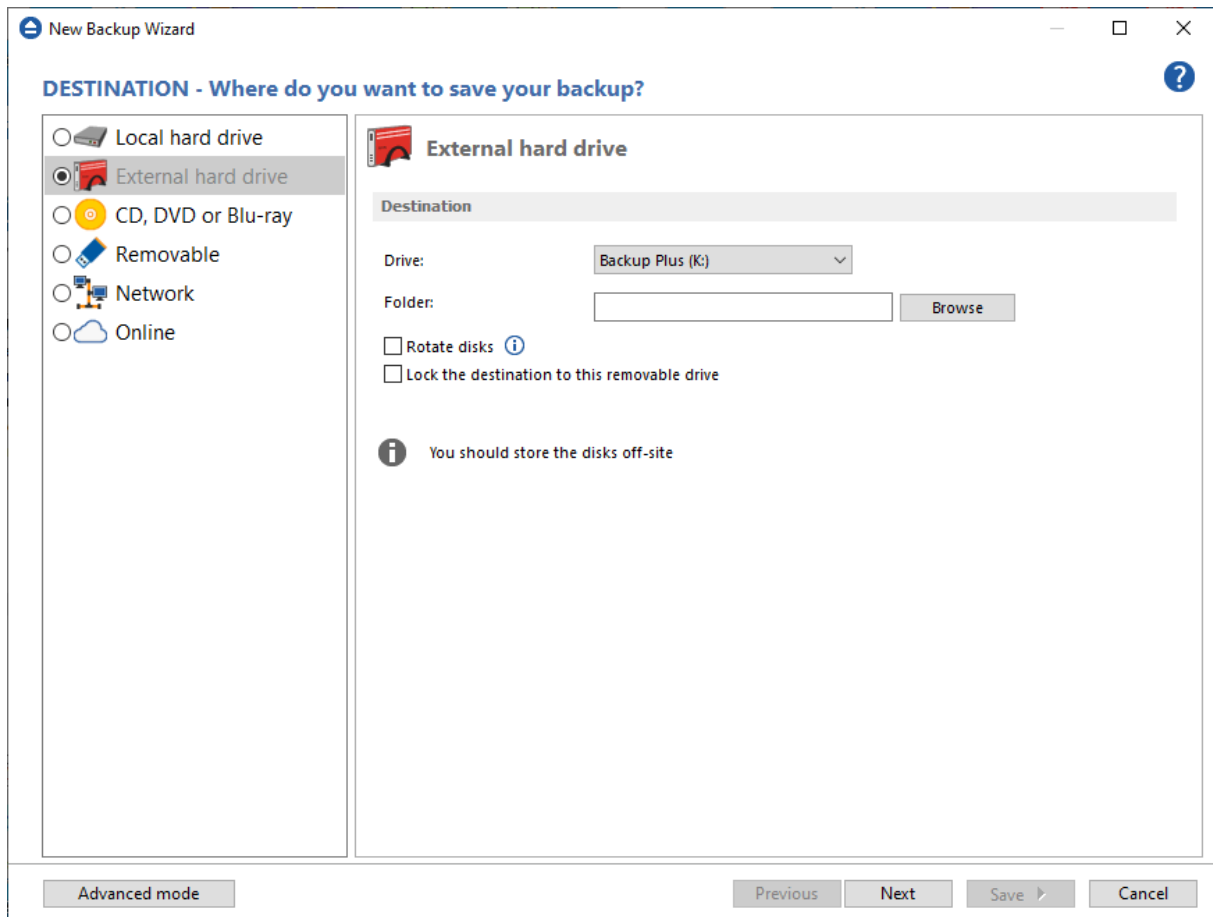 New Backup Wizard
DESTINATION - Where do you want to save your backup?
?
Local hard drive
External hard drive
CD, DVD or Blu-ray
Removable
Network
Online
External hard drive
Destination
Drive: Backup Plus (K:)
Folder: Browse
Rotate disks i
Lock the destination to this removable drive
i You should store the disks off-site
Advanced mode Previous Next Save Cancel